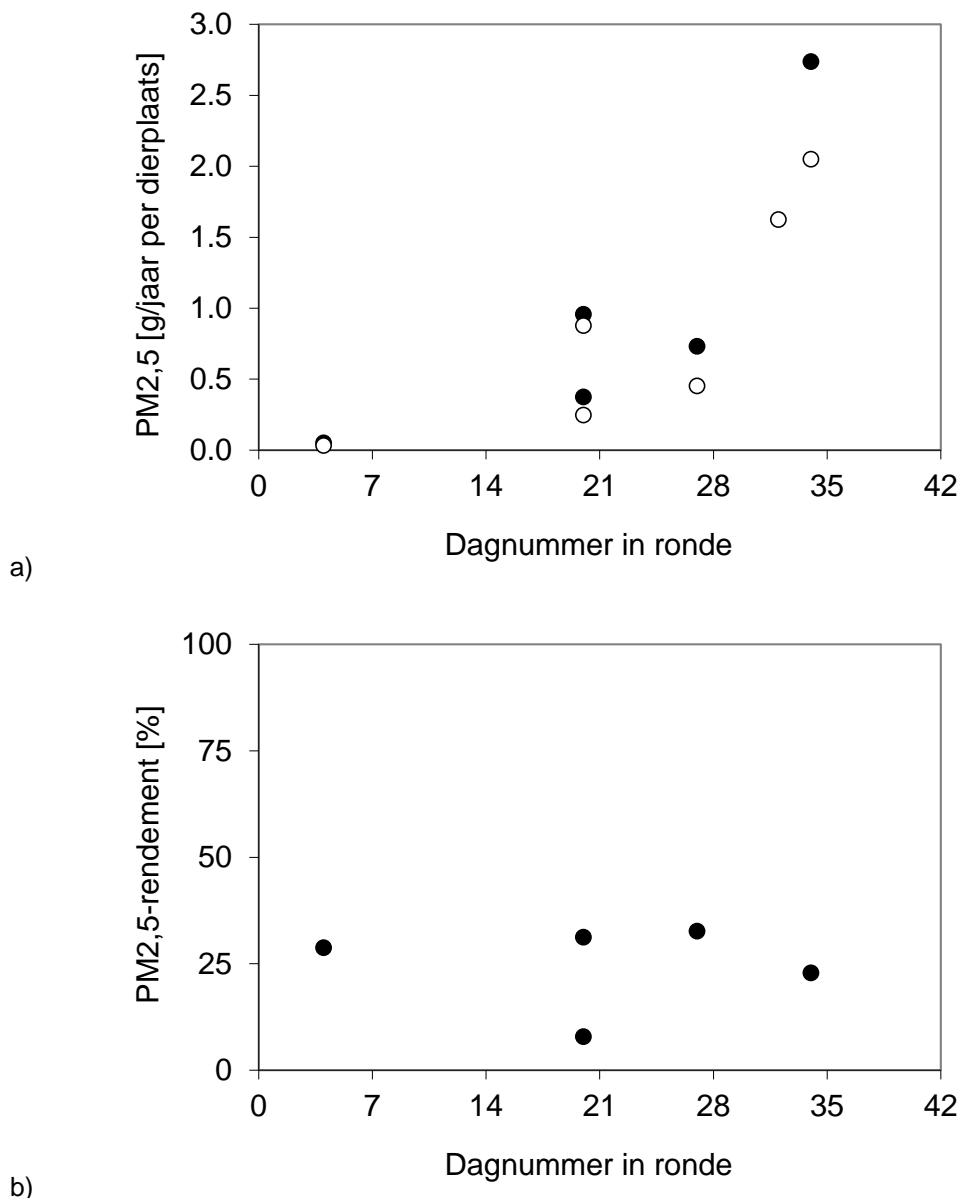 3.0
2.5
2.0
1.5
1.0
0.5
0.0
PM2,5 [g/jaar per dierplaats]
0 7 14 21 28 35 42
Dagnummer in ronde
a)
100
75
50
25
0
PM2,5-rendement [%]
0 7 14 21 28 35 42
Dagnummer in ronde
b)